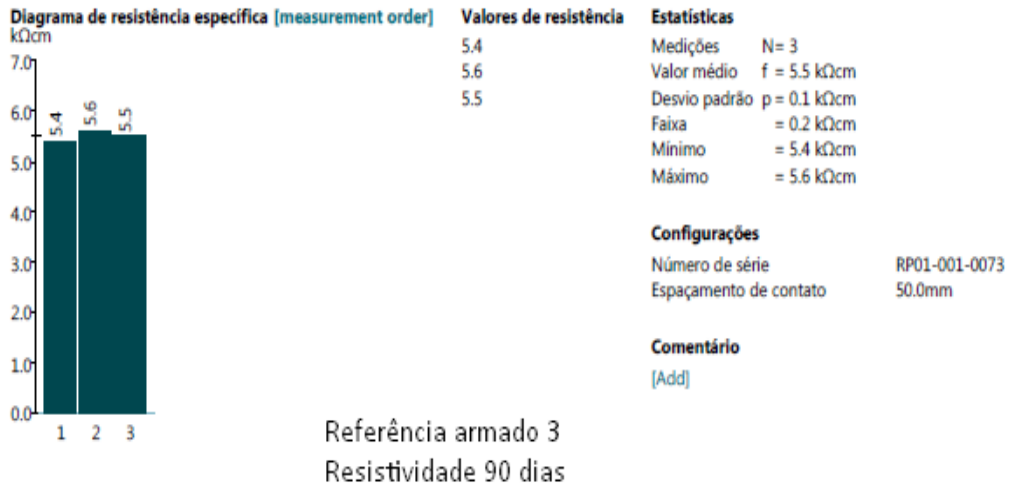 Diagrama de resistência específica [measurement order]
kΩcm
7.0
6.0
5.0
4.0
3.0
2.0
1.0
0.0
5.4
5.6
5.5
1 2 3
Valores de resistência
5.4
5.6
5.5
Estatísticas
Medições N= 3
Valor médio f = 5.5 kΩcm
Desvio padrão p = 0.1 kΩcm
Faixa = 0.2 kΩcm
Mínimo = 5.4 kΩcm
Máximo = 5.6 kΩcm
Configurações
Número de série RP01-001-0073
Espaçamento de contato 50.0mm
Comentário
[Add]
Referência armado 3
Resistividade 90 dias